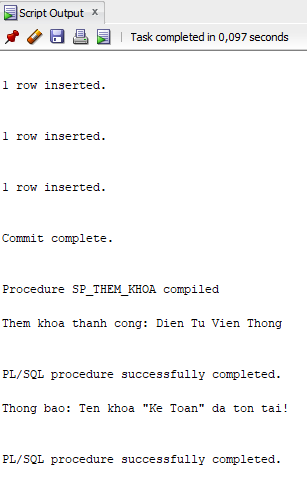 Script Output x
Task completed in 0,097 seconds
1 row inserted.
1 row inserted.
1 row inserted.
Commit complete.
Procedure SP_THEM_KHOA compiled
Them khoa thanh cong: Dien Tu Vien Thong
PL/SQL procedure successfully completed.
Thong bao: Ten khoa "Ke Toan" da ton tai!
PL/SQL procedure successfully completed.